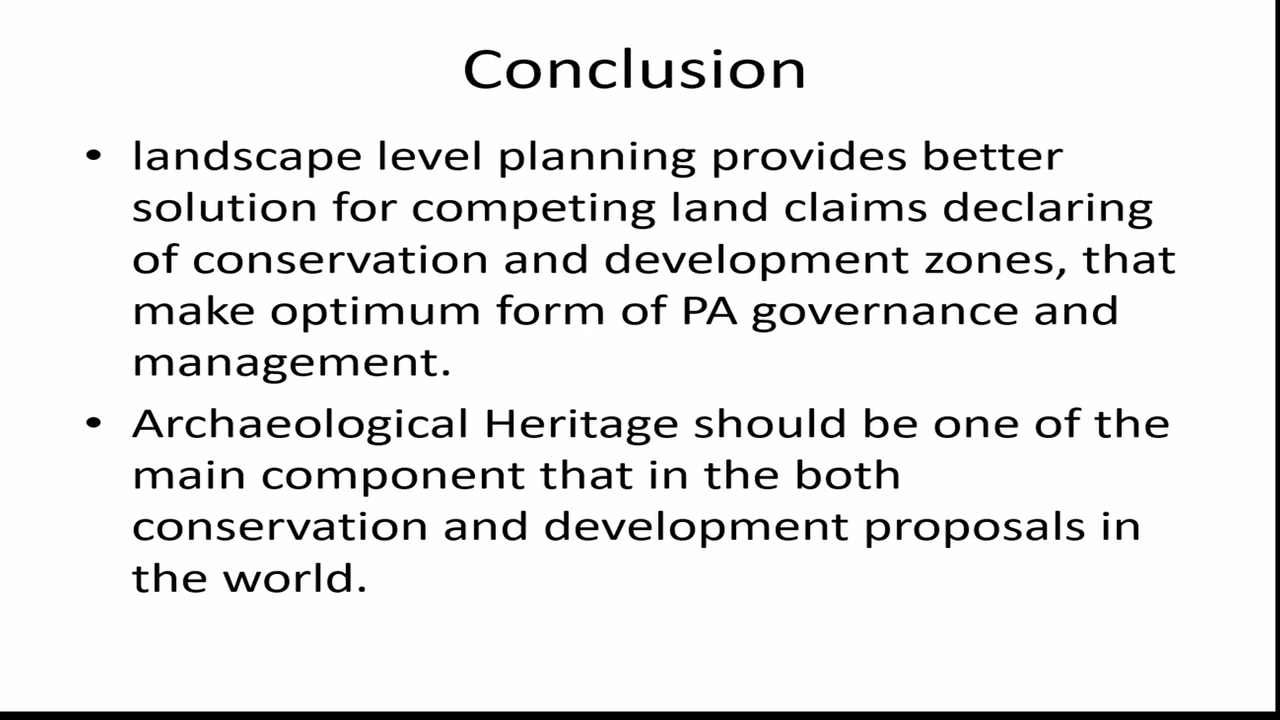 Conclusion
• landscape level planning provides better
solution for competing land claims declaring
of conservation and development zones, that
make optimum form of PA governance and
management.
• Archaeological Heritage should be one of the
main component that in the both
conservation and development proposals in
the world.